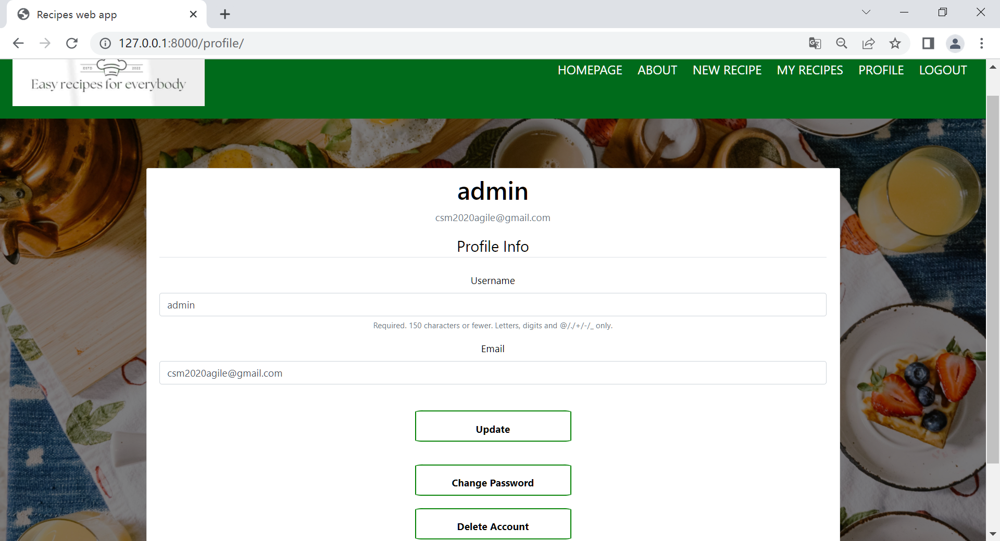 Recipes web app
127.0.0.1:8000/profile/
ESTD 2022
Easy recipes for everybody
HOMEPAGE ABOUT NEW RECIPE MY RECIPES PROFILE LOGOUT
admin
csm2020agile@gmail.com
Profile Info
Username
admin
Required. 150 characters or fewer. Letters, digits and @/./+/-/_ only.
Email
csm2020agile@gmail.com
Update
Change Password
Delete Account